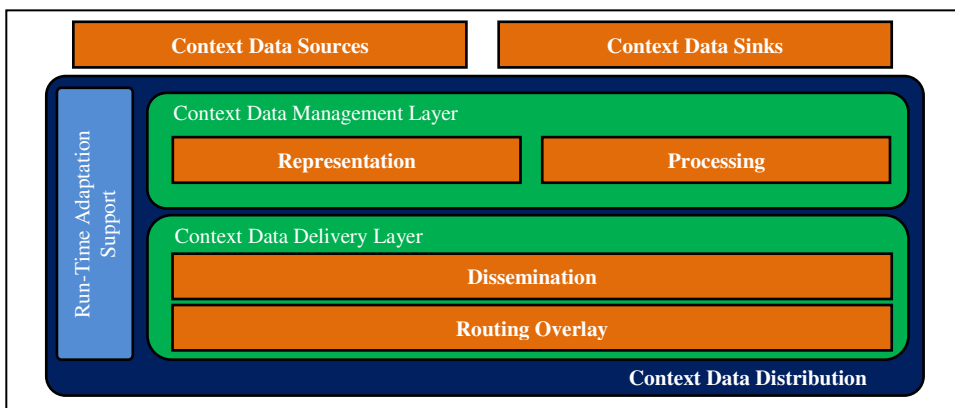 Context Data Sources
Context Data Sinks
Run-Time Adaptation
Support
Context Data Management Layer
Representation
Processing
Context Data Delivery Layer
Dissemination
Routing Overlay
Context Data Distribution